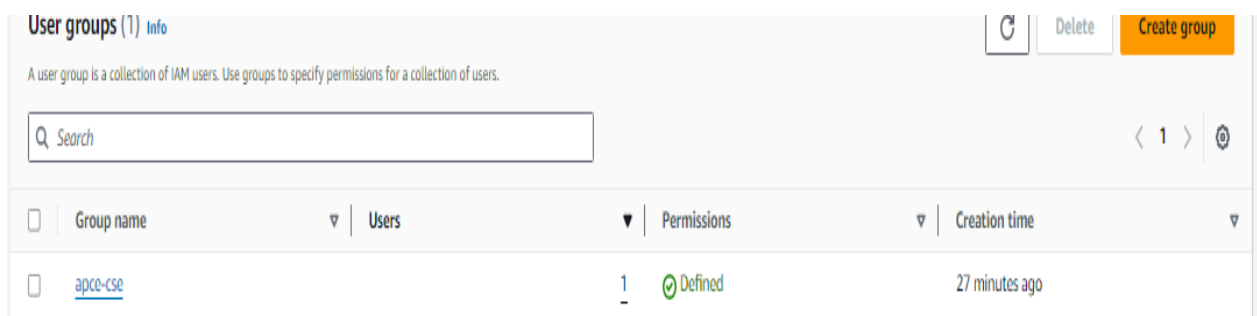 User groups (1) Info
Delete
Create group
A user group is a collection of IAM users. Use groups to specify permissions for a collection of users.
Search
1
Group name Users Permissions Creation time
apce-cse 1 Defined 27 minutes ago